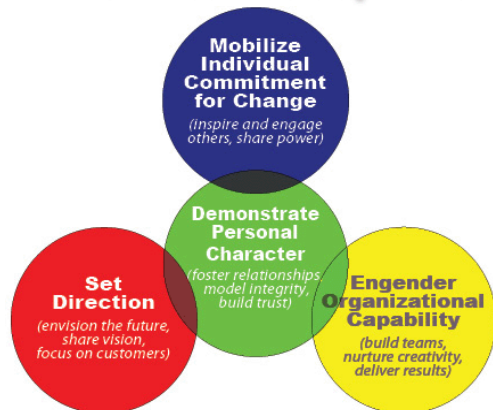 Mobilize
Individual
Commitment
for Change
(inspire and engage
others, share power)
Demonstrate
Personal
Character
(foster relationships
model integrity,
build trust)
Set
Direction
(envision the future,
share vision,
focus on customers)
Engender
Organizational
Capability
(build teams,
nurture creativity,
deliver results)